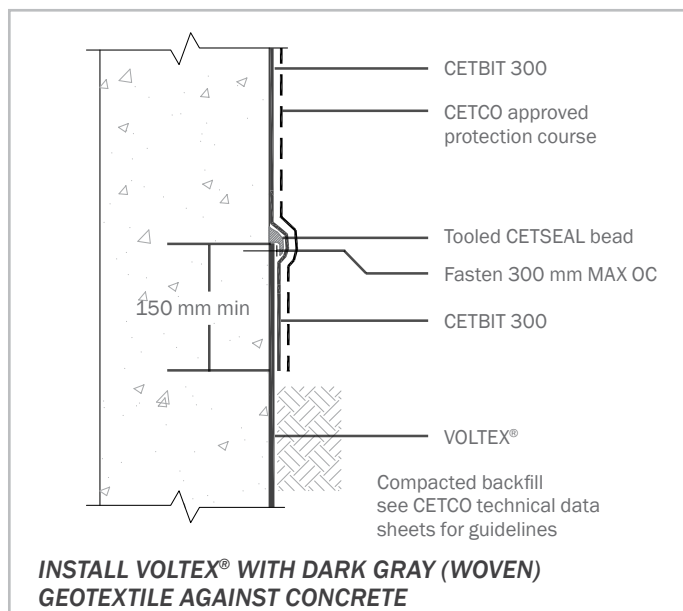 CETBIT 300
CETCO approved
protection course
Tooled CETSEAL bead
Fasten 300 mm MAX OC
150 mm min
CETBIT 300
VOLTEX®
Compacted backfill
see CETCO technical data
sheets for guidelines
INSTALL VOLTEX® WITH DARK GRAY (WOVEN)
GEOTEXTILE AGAINST CONCRETE